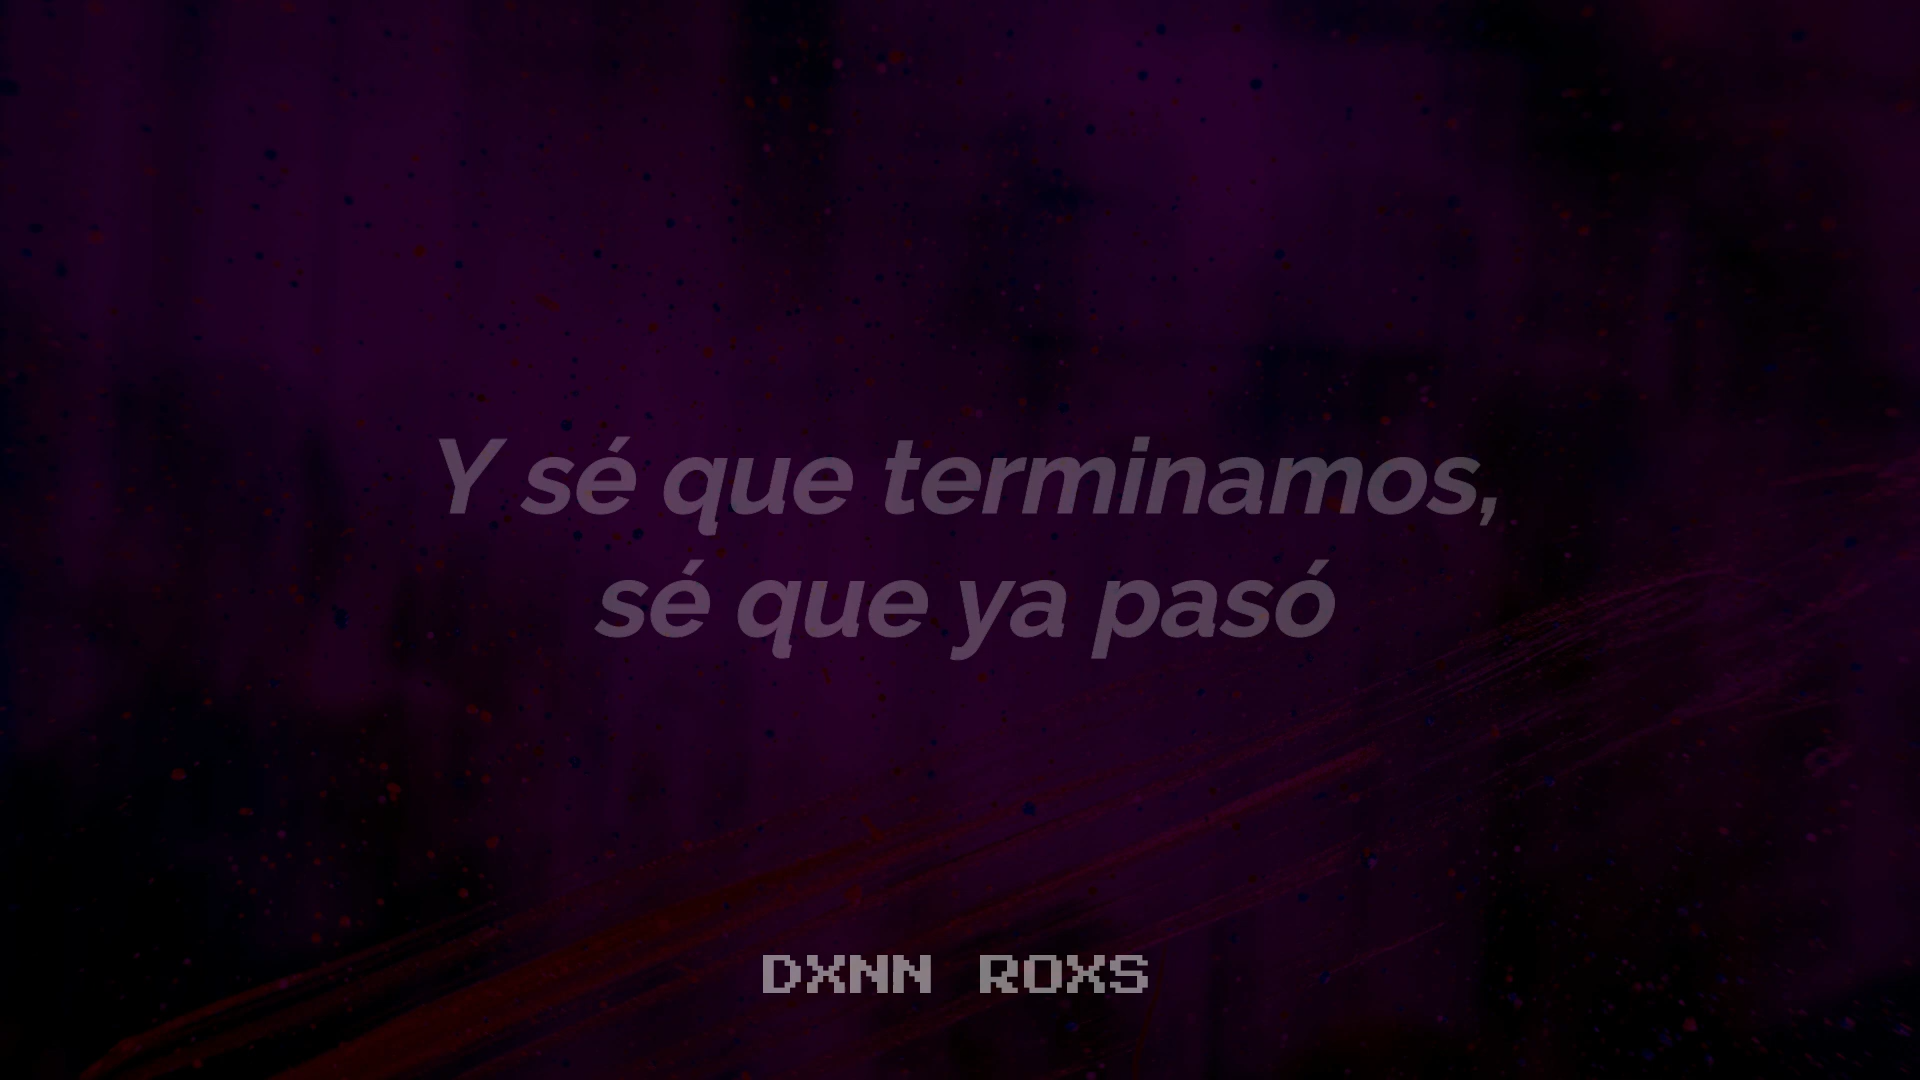 Y sé que terminamos,
sé que ya pasó
DXNN ROXS